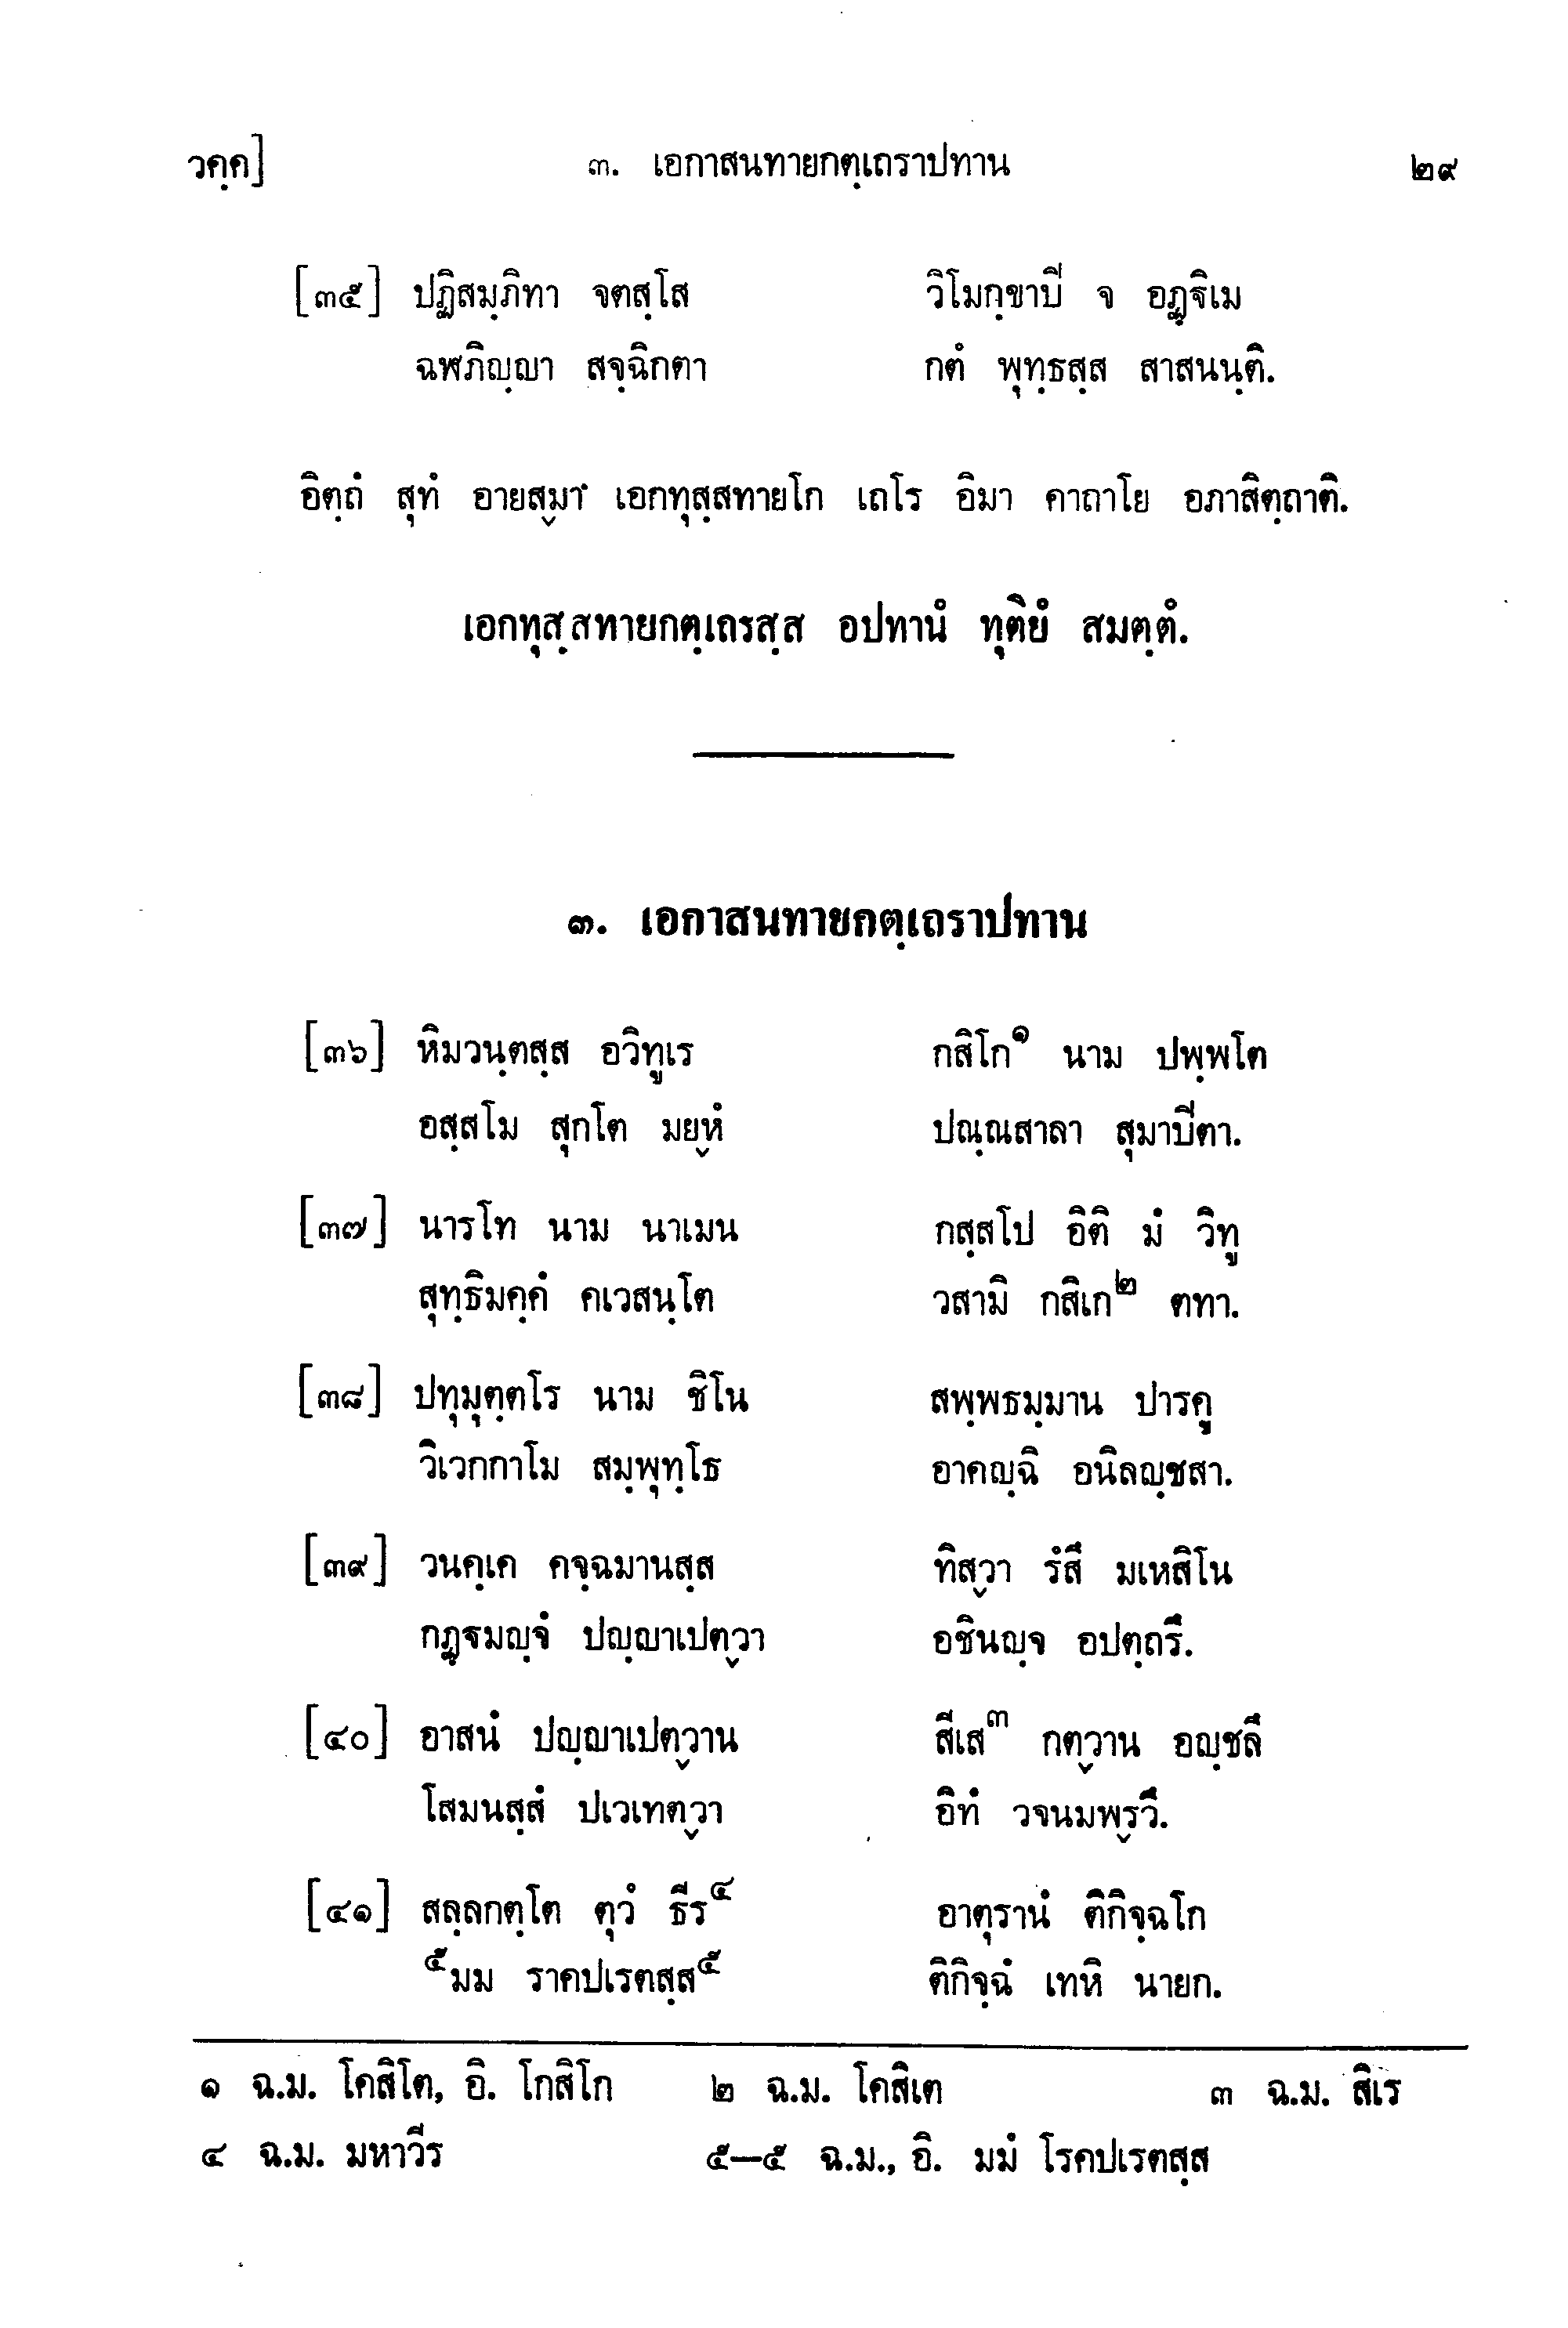 วคฺค] ๓. เอกาสนทายกตฺเถราปทาน ๒๙
[๓๕] ปฏิสมฺภิทา จตสฺโส วิโมกฺขาปิ จ อฏฺฐิเม
ฉฬภิญฺญา สจฺฉิกตา กตํ พุทฺธสฺส สาสนนฺติ.
อิตฺถํ สุทํ อายสฺมา เอกทุสฺสทายโก เถโร อิมา คาถาโย อภาสิตฺถาติ.
เอกทุสฺสทายกตฺเถรสฺส อปทานํ ทุติยํ สมตฺตํ.
๓. เอกาสนทายกตฺเถราปทาน
[๓๖] หิมวนฺตสฺส อวิทูเร กสิโก๑ นาม ปพฺพโต
อสฺสโม สุกโต มยฺหํ ปณฺณสาลา สุมาปิตา.
[๓๗] นารโท นาม นาเมน กสฺสโป อิติ มํ วิทู
สุทฺธิมคฺคํ คเวสนฺโต วสามิ กสิเก๒ ตทา.
[๓๘] ปทุมุตฺตโร นาม ชิโน สพฺพธมฺมาน ปารคู
วิเวกกาโม สมฺพุทฺโธ อาคญฺฉิ อนิลญฺชสา.
[๓๙] วนคฺเค คจฺฉมานสฺส ทิสฺวา รํสึ มเหสิโน
กฏฺฐมญฺจํ ปญฺญาเปตฺวา อชินญฺจ อปตฺถรึ.
[๔๐] อาสนํ ปญฺญาเปตฺวาน สีเส๓ กตฺวาน อญฺชลึ
โสมนสฺสํ ปเวเทตฺวา อิทํ วจนมพฺรวึ.
[๔๑] สลฺลกตฺโต ตุวํ ธีร๔ อาตุรานํ ติกิจฺฉโก
๕มม ราคปเรตสฺส๕ ติกิจฺฉํ เทหิ นายก.
๑ ฉ.ม. โคสิโต, อิ. โกสิโก ๒ ฉ.ม. โคสิเต ๓ ฉ.ม. สิเร
๔ ฉ.ม. มหาวีร ๕—๕ ฉ.ม., อิ. มมํ โรคปเรตสฺส